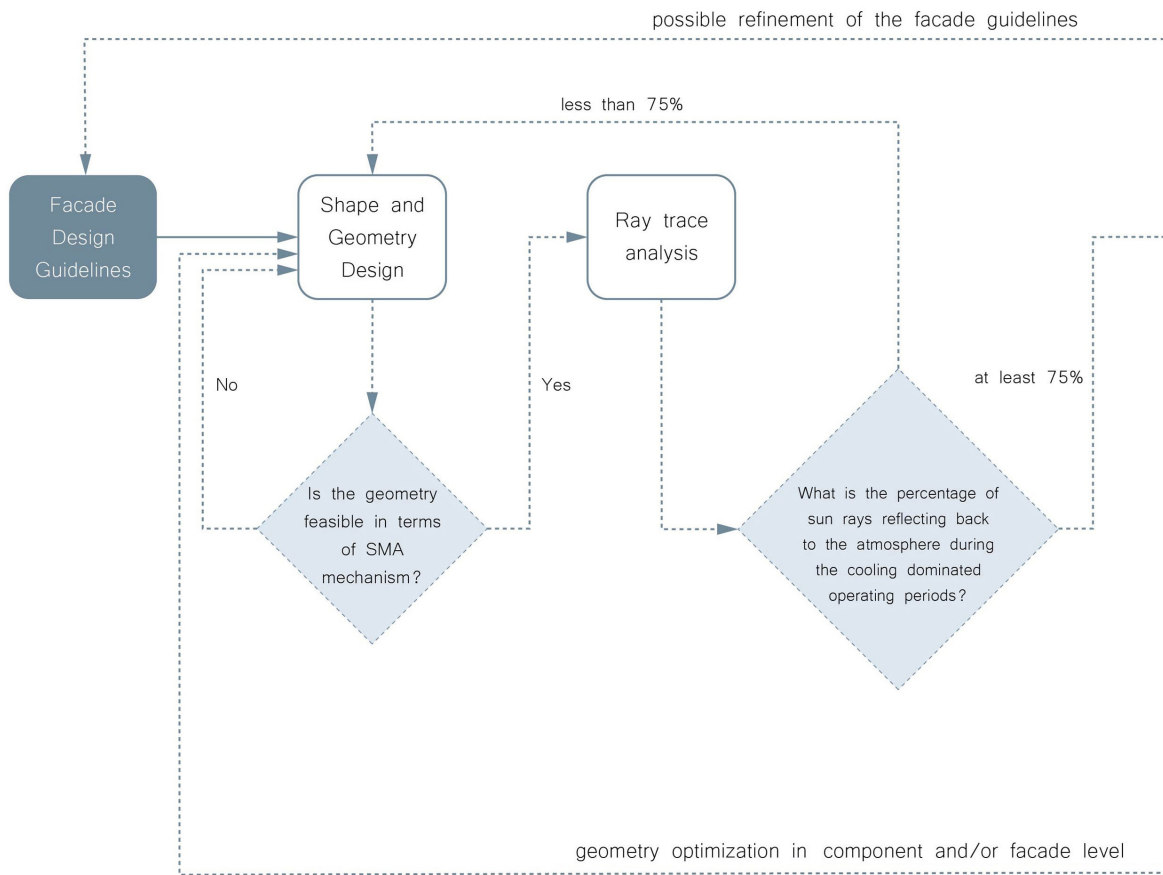 possible refinement of the facade guidelines
less than 75%
Facade
Design
Guidelines
Shape and
Geometry
Design
Ray trace
analysis
No
Yes
at least 75%
Is the geometry
feasible in terms
of SMA
mechanism?
What is the percentage of
sun rays reflecting back
to the atmosphere during
the cooling dominated
operating periods?
geometry optimization in component and/or facade level